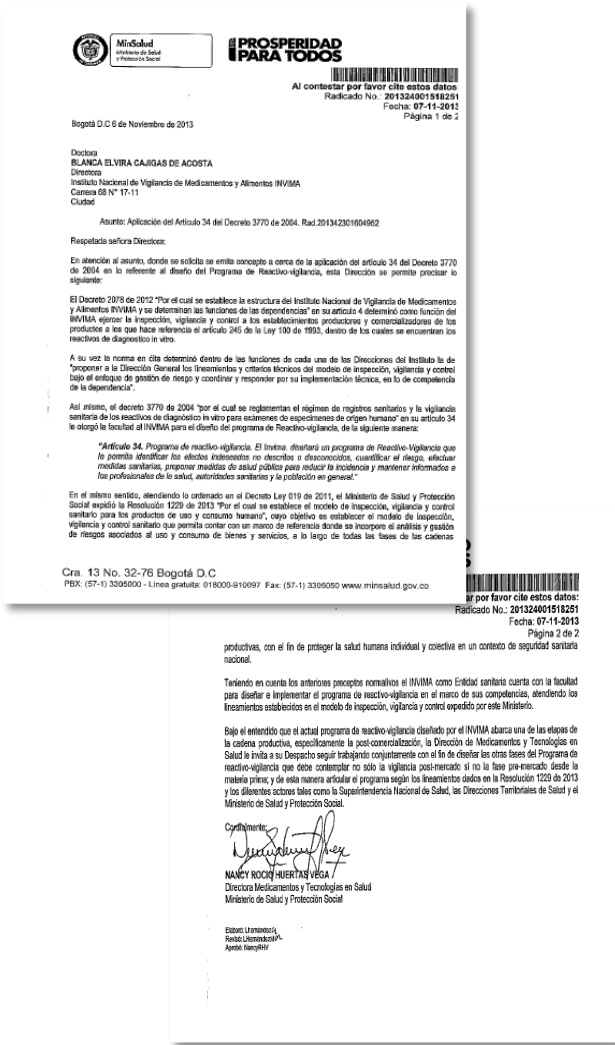 MinSalud
Ministerio de Salud
y Protección Social
PROSPERIDAD
PARA TODOS
Al contestar por favor cite estos datos:
Radicado No.: 201324001518251
Fecha: 07-11-2013
Página 1 de 2
Bogotá D.C 6 de Noviembre de 2013
Doctora
BLANCA ELVIRA CAJIGAS DE ACOSTA
Directora
Instituto Nacional de Vigilancia de Medicamentos y Alimentos INVIMA
Carrera 68 N° 17-11
Ciudad
Asunto: Aplicación del Artículo 34 del Decreto 3770 de 2004. Rad.201342301604962
Respetada señora Directora:
En atención al asunto, donde se solicita se emita concepto a cerca de la aplicación del artículo 34 del Decreto 3770
de 2004 en lo referente al diseño del Programa de Reactivo-vigilancia, esta Dirección se permite precisar lo
siguiente:
El Decreto 2078 de 2012 "Por el cual se establece la estructura del Instituto Nacional de Vigilancia de Medicamentos
y Alimentos INVIMA y se determinan las funciones de las dependencias" en su artículo 4 determinó como función del
INVIMA ejercer la inspección, vigilancia y control a los establecimientos productores y comercializadores de los
productos a los que hace referencia el artículo 245 de la Ley 100 de 1993, dentro de los cuales se encuentran los
reactivos de diagnostico in vitro.
A su vez la norma en cita determinó dentro de las funciones de cada una de las Direcciones del Instituto la de
"proponer a la Dirección General los lineamientos y criterios técnicos del modelo de inspección, vigilancia y control
bajo el enfoque de gestión de riesgo y coordinar y responder por su implementación técnica, en lo de competencia
de la dependencia".
Así mismo, el decreto 3770 de 2004 "por el cual se reglamentan el régimen de registros sanitarios y la vigilancia
sanitaria de los reactivos de diagnóstico in vitro para exámenes de especímenes de origen humano" en su artículo 34
le otorgó la facultad al INVIMA para el diseño del programa de Reactivo-vigilancia, de la siguiente manera:
"Artículo 34. Programa de reactivo-vigilancia. El Invima. diseñará un programa de Reactivo-Vigilancia que
le permita identificar los efectos indeseados no descritos o desconocidos, cuantificar el riesgo, efectuar
medidas sanitarias, proponer medidas de salud pública para reducir la incidencia y mantener informados a
los profesionales de la salud, autoridades sanitarias y la población en general."
En el mismo sentido, atendiendo lo ordenado en el Decreto Ley 019 de 2011, el Ministerio de Salud y Protección
Social expidió la Resolución 1229 de 2013 "Por el cual se establece el modelo de inspección, vigilancia y control
sanitario para los productos de uso y consumo humano", cuyo objetivo es establecer el modelo de inspección,
vigilancia y control sanitario que permita contar con un marco de referencia donde se incorpore el análisis y gestión
de riesgos asociados al uso y consumo de bienes y servicios, a lo largo de todas las fases de las cadenas
Cra. 13 No. 32-76 Bogotá D.C
PBX: (57-1) 3305000 - Línea gratuita: 018000-910097 Fax: (57-1) 3305050 www.minsalud.gov.co
ar por favor cite estos datos:
Radicado No.: 201324001518251
Fecha: 07-11-2013
Página 2 de 2
productivas, con el fin de proteger la salud humana individual y colectiva en un contexto de seguridad sanitaria
nacional.
Teniendo en cuenta los anteriores preceptos normativos el INVIMA como Entidad sanitaria cuenta con la facultad
para diseñar e implementar el programa de reactivo-vigilancia en el marco de sus competencias, atendiendo los
lineamientos establecidos en el modelo de inspección, vigilancia y control expedido por este Ministerio.
Bajo el entendido que el actual programa de reactivo-vigilancia diseñado por el INVIMA abarca una de las etapas de
la cadena productiva, específicamente la post-comercialización, la Dirección de Medicamentos y Tecnologías en
Salud le invita a su Despacho seguir trabajando conjuntamente con el fin de diseñar las otras fases del Programa de
reactivo-vigilancia que debe contemplar no sólo la vigilancia post-mercado si no la fase pre-mercado desde la
materia prima; y de esta manera articular el programa según los lineamientos dados en la Resolución 1229 de 2013
y los diferentes actores tales como la Superintendencia Nacional de Salud, las Direcciones Territoriales de Salud y el
Ministerio de Salud y Protección Social.
Cordialmente,
NANCY ROCIO HUERTAS VEGA
Directora Medicamentos y Tecnologías en Salud
Ministerio de Salud y Protección Social
Elaboró: LHernández
Revisó: LHernández
Aprobó: NancyRHV